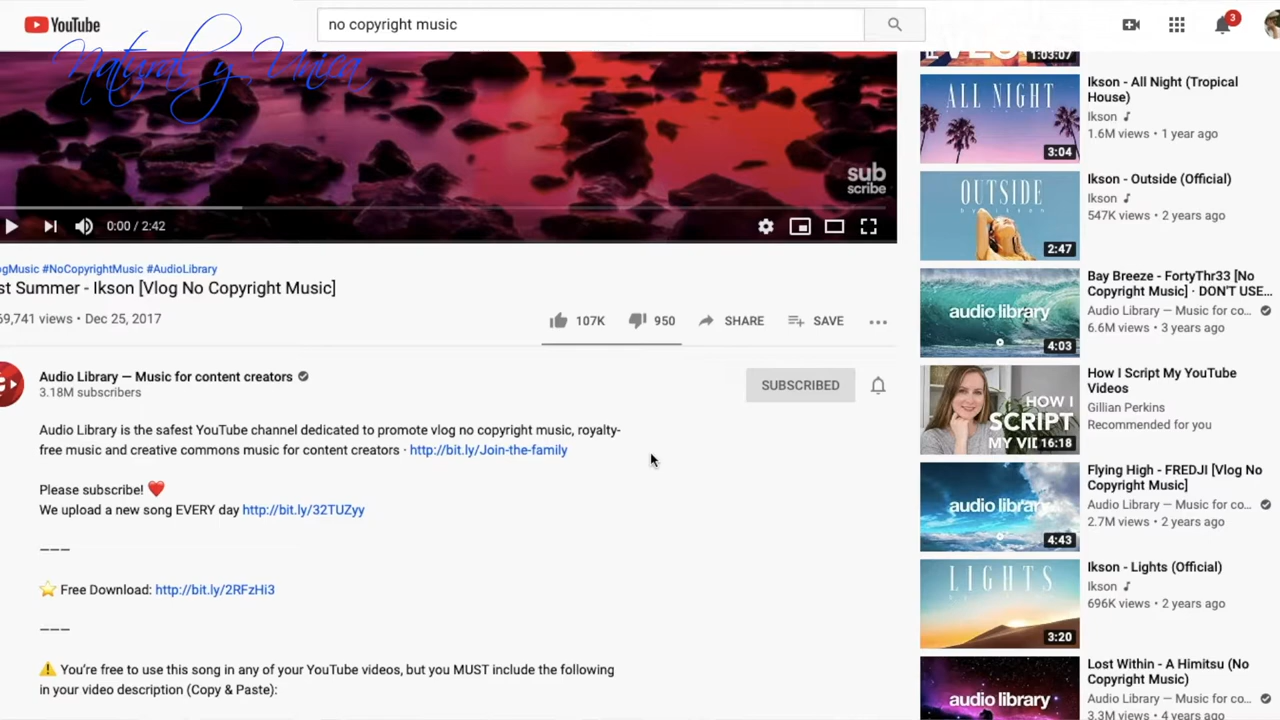 YouTube
no copyright music
3
Natural y Unico
sub
scribe
0:00 / 2:42
ogMusic #NoCopyrightMusic #AudioLibrary
st Summer - Ikson [Vlog No Copyright Music]
69,741 views • Dec 25, 2017
107K
950
SHARE
SAVE
Audio Library — Music for content creators
3.18M subscribers
SUBSCRIBED
Audio Library is the safest YouTube channel dedicated to promote vlog no copyright music, royalty-
free music and creative commons music for content creators · http://bit.ly/Join-the-family
Please subscribe! ❤️
We upload a new song EVERY day http://bit.ly/32TUZyy
———
⭐ Free Download: http://bit.ly/2RFzHi3
———
⚠️ You're free to use this song in any of your YouTube videos, but you MUST include the following
in your video description (Copy & Paste):
1:03:07
ALL NIGHT
3:04
Ikson - All Night (Tropical
House)
Ikson ♪
1.6M views • 1 year ago
OUTSIDE
by ikson
2:47
Ikson - Outside (Official)
Ikson ♪
547K views • 2 years ago
audio library
4:03
Bay Breeze - FortyThr33 [No
Copyright Music] · DON'T USE...
Audio Library — Music for co...
6.6M views • 3 years ago
HOW I
SCRIPT
MY VI
16:18
How I Script My YouTube
Videos
Gillian Perkins
Recommended for you
audio library
4:43
Flying High - FREDJI [Vlog No
Copyright Music]
Audio Library — Music for co...
2.7M views • 2 years ago
LIGHTS
3:20
Ikson - Lights (Official)
Ikson ♪
696K views • 2 years ago
audio library
Lost Within - A Himitsu (No
Copyright Music)
Audio Library — Music for co...
3.3M views • 4 years ago